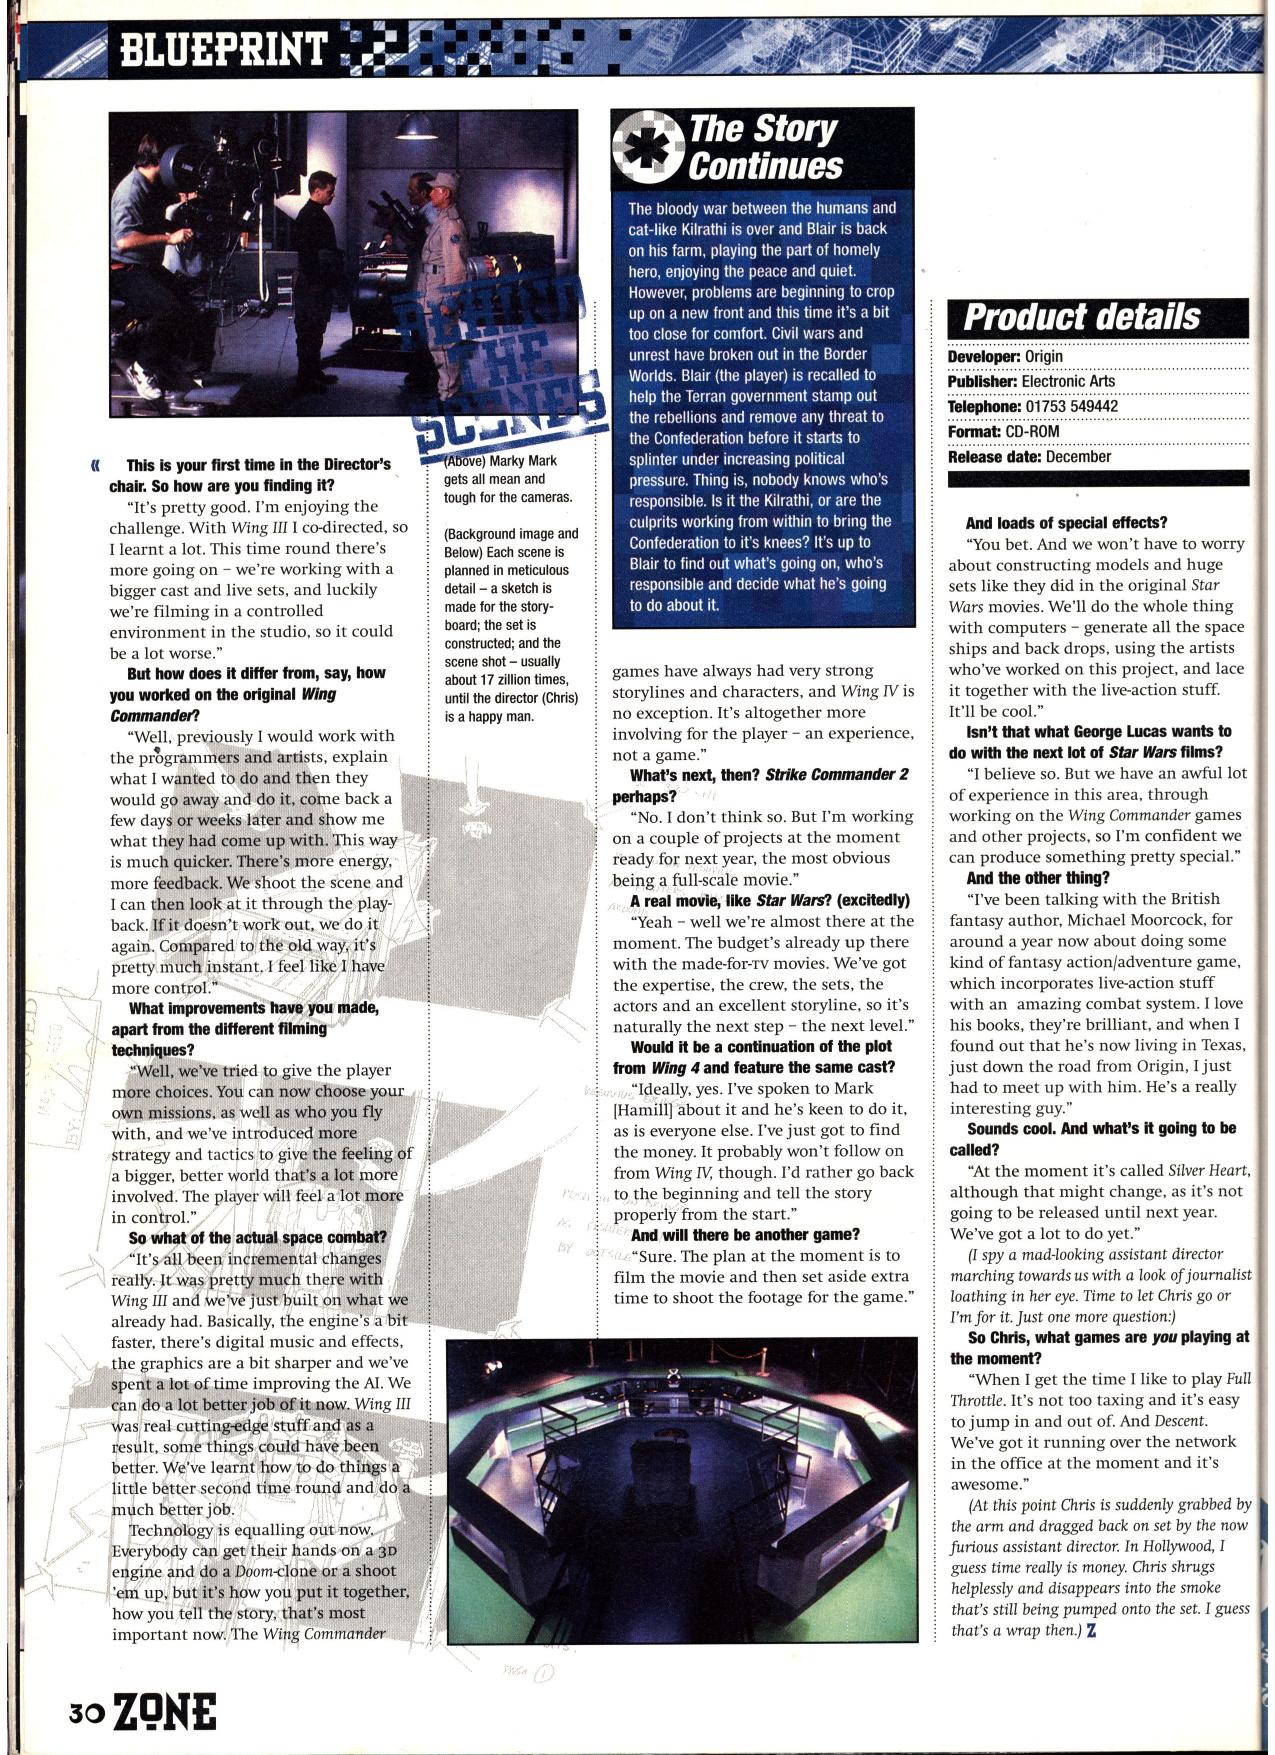 BLUEPRINT
BEHIND
THE
SCENES
« This is your first time in the Director's
chair. So how are you finding it?
"It's pretty good. I'm enjoying the
challenge. With Wing III I co-directed, so
I learnt a lot. This time round there's
more going on – we're working with a
bigger cast and live sets, and luckily
we're filming in a controlled
environment in the studio, so it could
be a lot worse."
But how does it differ from, say, how
you worked on the original Wing
Commander?
"Well, previously I would work with
the programmers and artists, explain
what I wanted to do and then they
would go away and do it, come back a
few days or weeks later and show me
what they had come up with. This way
is much quicker. There's more energy,
more feedback. We shoot the scene and
I can then look at it through the play-
back. If it doesn't work out, we do it
again. Compared to the old way, it's
pretty much instant. I feel like I have
more control."
What improvements have you made,
apart from the different filming
techniques?
"Well, we've tried to give the player
more choices. You can now choose your
own missions, as well as who you fly
with, and we've introduced more
strategy and tactics to give the feeling of
a bigger, better world that's a lot more
involved. The player will feel a lot more
in control."
So what of the actual space combat?
"It's all been incremental changes
really. It was pretty much there with
Wing III and we've just built on what we
already had. Basically, the engine's a bit
faster, there's digital music and effects,
the graphics are a bit sharper and we've
spent a lot of time improving the AI. We
can do a lot better job of it now. Wing III
was real cutting-edge stuff and as a
result, some things could have been
better. We've learnt how to do things a
little better second time round and do a
much better job.
Technology is equalling out now.
Everybody can get their hands on a 3D
engine and do a Doom-clone or a shoot
'em up, but it's how you put it together,
how you tell the story, that's most
important now. The Wing Commander
(Above) Marky Mark
gets all mean and
tough for the cameras.
(Background image and
Below) Each scene is
planned in meticulous
detail – a sketch is
made for the story-
board; the set is
constructed; and the
scene shot – usually
about 17 zillion times,
until the director (Chris)
is a happy man.
The Story
Continues
The bloody war between the humans and
cat-like Kilrathi is over and Blair is back
on his farm, playing the part of homely
hero, enjoying the peace and quiet.
However, problems are beginning to crop
up on a new front and this time it's a bit
too close for comfort. Civil wars and
unrest have broken out in the Border
Worlds. Blair (the player) is recalled to
help the Terran government stamp out
the rebellions and remove any threat to
the Confederation before it starts to
splinter under increasing political
pressure. Thing is, nobody knows who's
responsible. Is it the Kilrathi, or are the
culprits working from within to bring the
Confederation to it's knees? It's up to
Blair to find out what's going on, who's
responsible and decide what he's going
to do about it.
games have always had very strong
storylines and characters, and Wing IV is
no exception. It's altogether more
involving for the player – an experience,
not a game."
What's next, then? Strike Commander 2
perhaps?
"No. I don't think so. But I'm working
on a couple of projects at the moment
ready for next year, the most obvious
being a full-scale movie."
A real movie, like Star Wars? (excitedly)
"Yeah – well we're almost there at the
moment. The budget's already up there
with the made-for-TV movies. We've got
the expertise, the crew, the sets, the
actors and an excellent storyline, so it's
naturally the next step – the next level."
Would it be a continuation of the plot
from Wing 4 and feature the same cast?
"Ideally, yes. I've spoken to Mark
[Hamill] about it and he's keen to do it,
as is everyone else. I've just got to find
the money. It probably won't follow on
from Wing IV, though. I'd rather go back
to the beginning and tell the story
properly from the start."
And will there be another game?
"Sure. The plan at the moment is to
film the movie and then set aside extra
time to shoot the footage for the game."
Product details
Developer: Origin
Publisher: Electronic Arts
Telephone: 01753 549442
Format: CD-ROM
Release date: December
And loads of special effects?
"You bet. And we won't have to worry
about constructing models and huge
sets like they did in the original Star
Wars movies. We'll do the whole thing
with computers – generate all the space
ships and back drops, using the artists
who've worked on this project, and lace
it together with the live-action stuff.
It'll be cool."
Isn't that what George Lucas wants to
do with the next lot of Star Wars films?
"I believe so. But we have an awful lot
of experience in this area, through
working on the Wing Commander games
and other projects, so I'm confident we
can produce something pretty special."
And the other thing?
"I've been talking with the British
fantasy author, Michael Moorcock, for
around a year now about doing some
kind of fantasy action/adventure game,
which incorporates live-action stuff
with an amazing combat system. I love
his books, they're brilliant, and when I
found out that he's now living in Texas,
just down the road from Origin, I just
had to meet up with him. He's a really
interesting guy."
Sounds cool. And what's it going to be
called?
"At the moment it's called Silver Heart,
although that might change, as it's not
going to be released until next year.
We've got a lot to do yet."
(I spy a mad-looking assistant director
marching towards us with a look of journalist
loathing in her eye. Time to let Chris go or
I'm for it. Just one more question:)
So Chris, what games are you playing at
the moment?
"When I get the time I like to play Full
Throttle. It's not too taxing and it's easy
to jump in and out of. And Descent.
We've got it running over the network
in the office at the moment and it's
awesome."
(At this point Chris is suddenly grabbed by
the arm and dragged back on set by the now
furious assistant director. In Hollywood, I
guess time really is money. Chris shrugs
helplessly and disappears into the smoke
that's still being pumped onto the set. I guess
that's a wrap then.) Z
30 ZONE